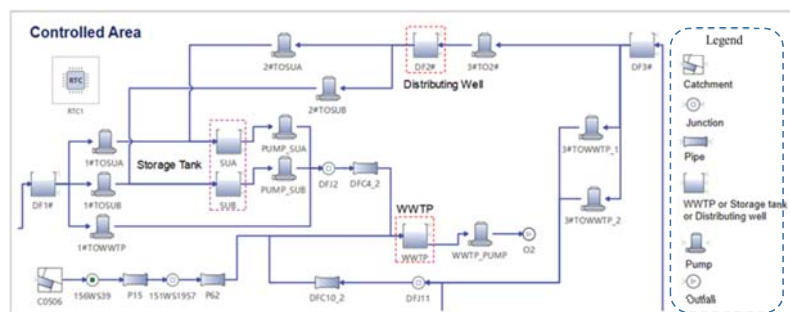 Controlled Area
RTC
RTC1
2#TOSUA
DF2#
3#TO2#
DF3#
Distributing Well
2#TOSUB
1#TOSUA
Storage Tank
SUA
PUMP_SUA
3#TOWWTP_1
DF1#
1#TOSUB
SUB
PUMP_SUB
DFJ2
DFC4_2
3#TOWWTP_2
1#TOWWTP
WWTP
WWTP
WWTP_PUMP
O2
C0506
156WS39
P15
151WS1957
P62
DFC10_2
DFJ11
Legend
Catchment
Junction
Pipe
WWTP or Storage tank
or Distributing well
Pump
Outfall